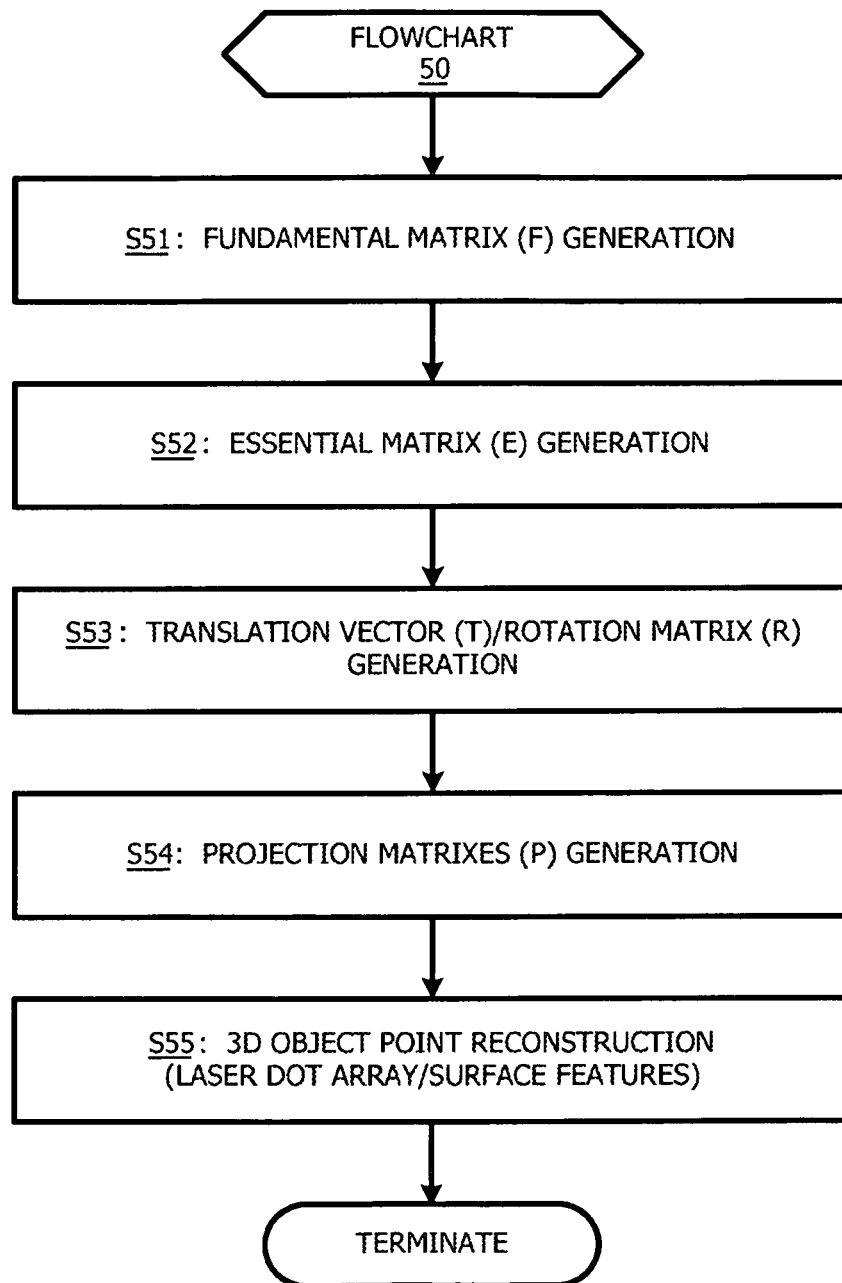 FLOWCHART
50
S51: FUNDAMENTAL MATRIX (F) GENERATION
S52: ESSENTIAL MATRIX (E) GENERATION
S53: TRANSLATION VECTOR (T)/ROTATION MATRIX (R)
GENERATION
S54: PROJECTION MATRIXES (P) GENERATION
S55: 3D OBJECT POINT RECONSTRUCTION
(LASER DOT ARRAY/SURFACE FEATURES)
TERMINATE